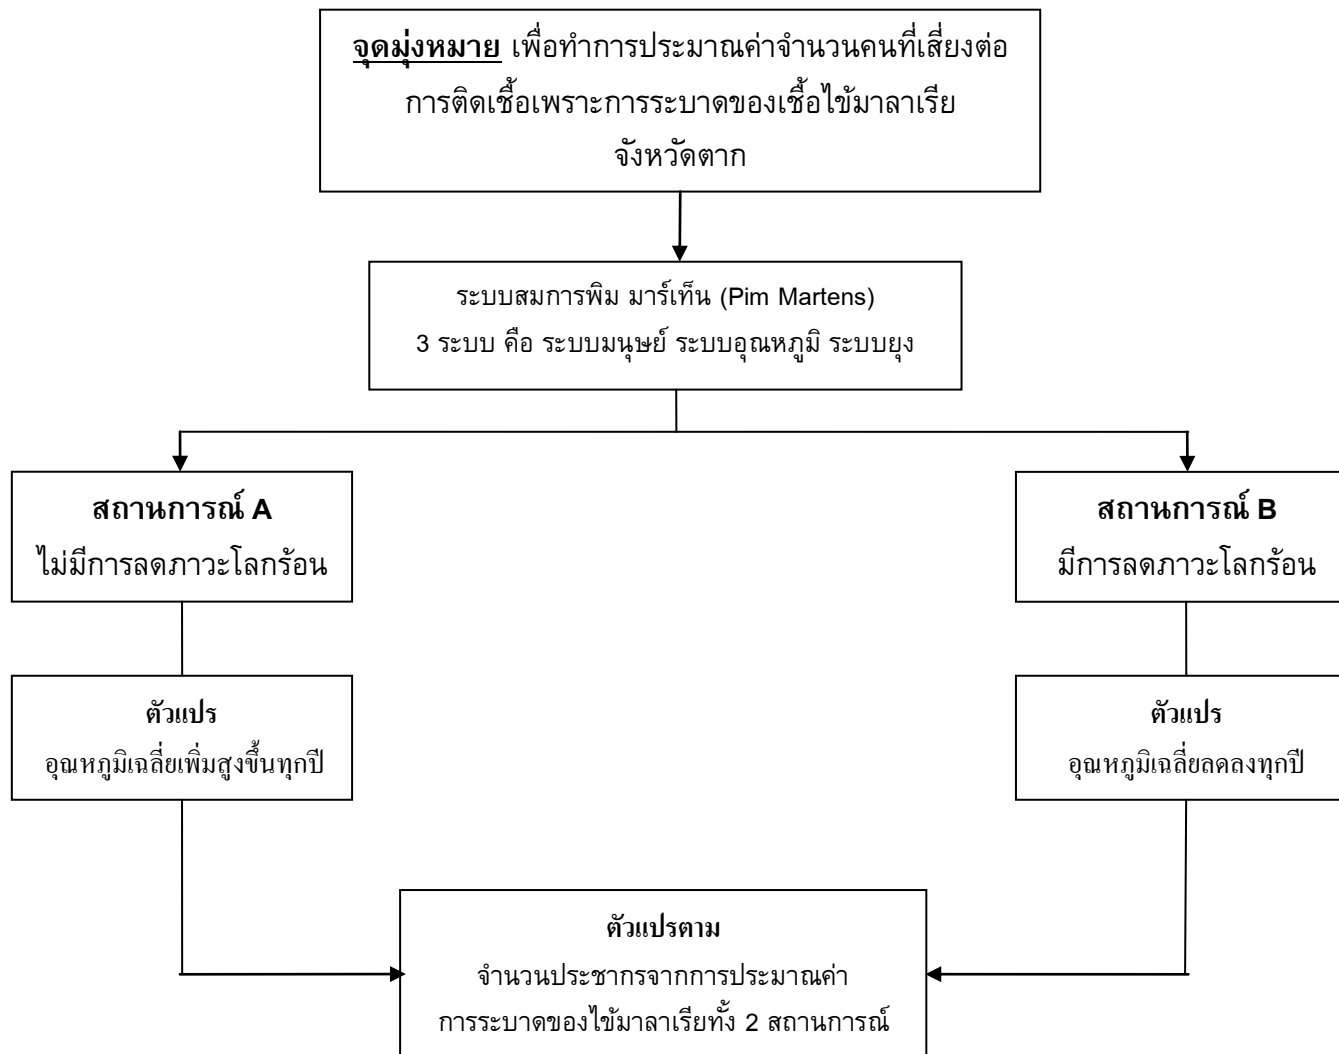 จุดมุ่งหมาย เพื่อทำการประมาณค่าจำนวนคนที่เสี่ยงต่อ
การติดเชื้อเพราะการระบาดของเชื้อไข้มาลาเรีย
จังหวัดตาก
ระบบสมการพิม มาร์เท็น (Pim Martens)
3 ระบบ คือ ระบบมนุษย์ ระบบอุณหภูมิ ระบบยุง
สถานการณ์ A
ไม่มีการลดภาวะโลกร้อน
สถานการณ์ B
มีการลดภาวะโลกร้อน
ตัวแปร
อุณหภูมิเฉลี่ยเพิ่มสูงขึ้นทุกปี
ตัวแปร
อุณหภูมิเฉลี่ยลดลงทุกปี
ตัวแปรตาม
จำนวนประชากรจากการประมาณค่า
การระบาดของไข้มาลาเรียทั้ง 2 สถานการณ์